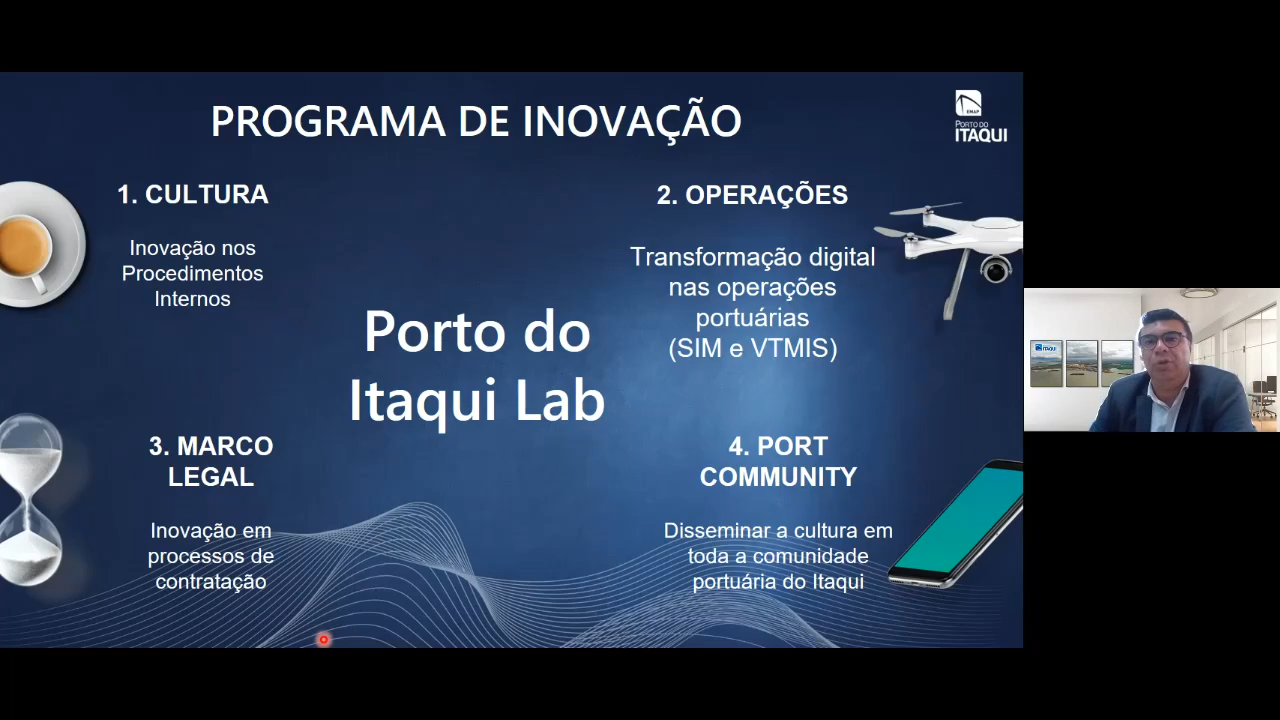 PROGRAMA DE INOVAÇÃO
EMAP
PORTO DO
ITAQUI
1. CULTURA
Inovação nos
Procedimentos
Internos
2. OPERAÇÕES
Transformação digital
nas operações
portuárias
(SIM e VTMIS)
Porto do
Itaqui Lab
3. MARCO
LEGAL
Inovação em
processos de
contratação
4. PORT
COMMUNITY
Disseminar a cultura em
toda a comunidade
portuária do Itaqui
ITAQUI